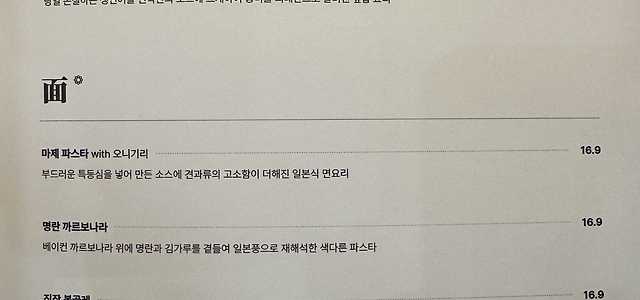 面
마제 파스타 with 오니기리 16.9
부드러운 특등심을 넣어 만든 소스에 견과류의 고소함이 더해진 일본식 면요리
명란 까르보나라 16.9
베이컨 까르보나라 위에 명란과 김가루를 곁들여 일본풍으로 재해석한 색다른 파스타
16.9